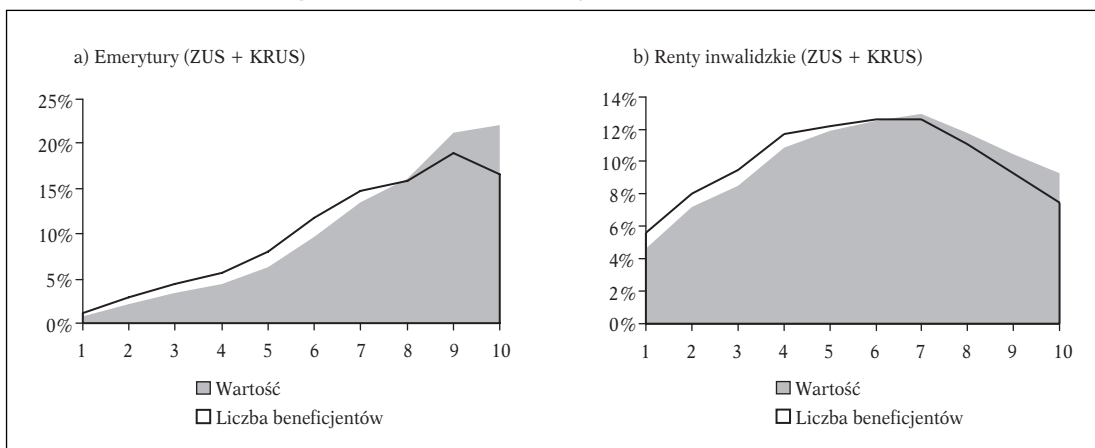 a) Emerytury (ZUS + KRUS)
25%
20%
15%
10%
5%
0%
1 2 3 4 5 6 7 8 9 10
Wartość
Liczba beneficjentów
b) Renty inwalidzkie (ZUS + KRUS)
14%
12%
10%
8%
6%
4%
2%
0%
1 2 3 4 5 6 7 8 9 10
Wartość
Liczba beneficjentów